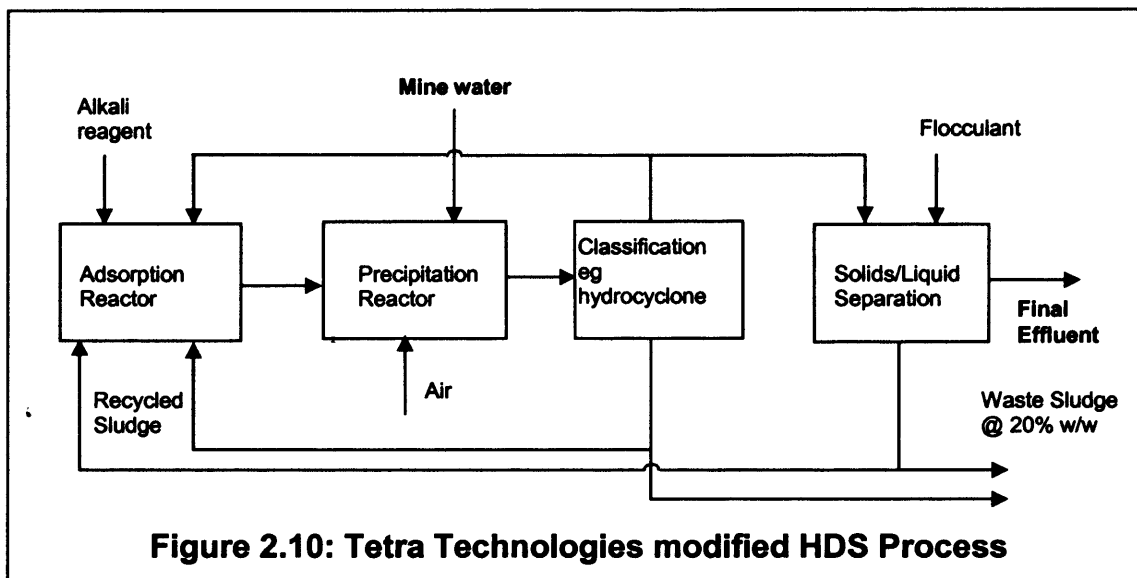 Mine water
Alkali
reagent
Flocculant
Adsorption
Reactor
Precipitation
Reactor
Classification
eg
hydrocyclone
Solids/Liquid
Separation
Final
Effluent
Recycled
Sludge
Air
Waste Sludge
@ 20% w/w
Figure 2.10: Tetra Technologies modified HDS Process